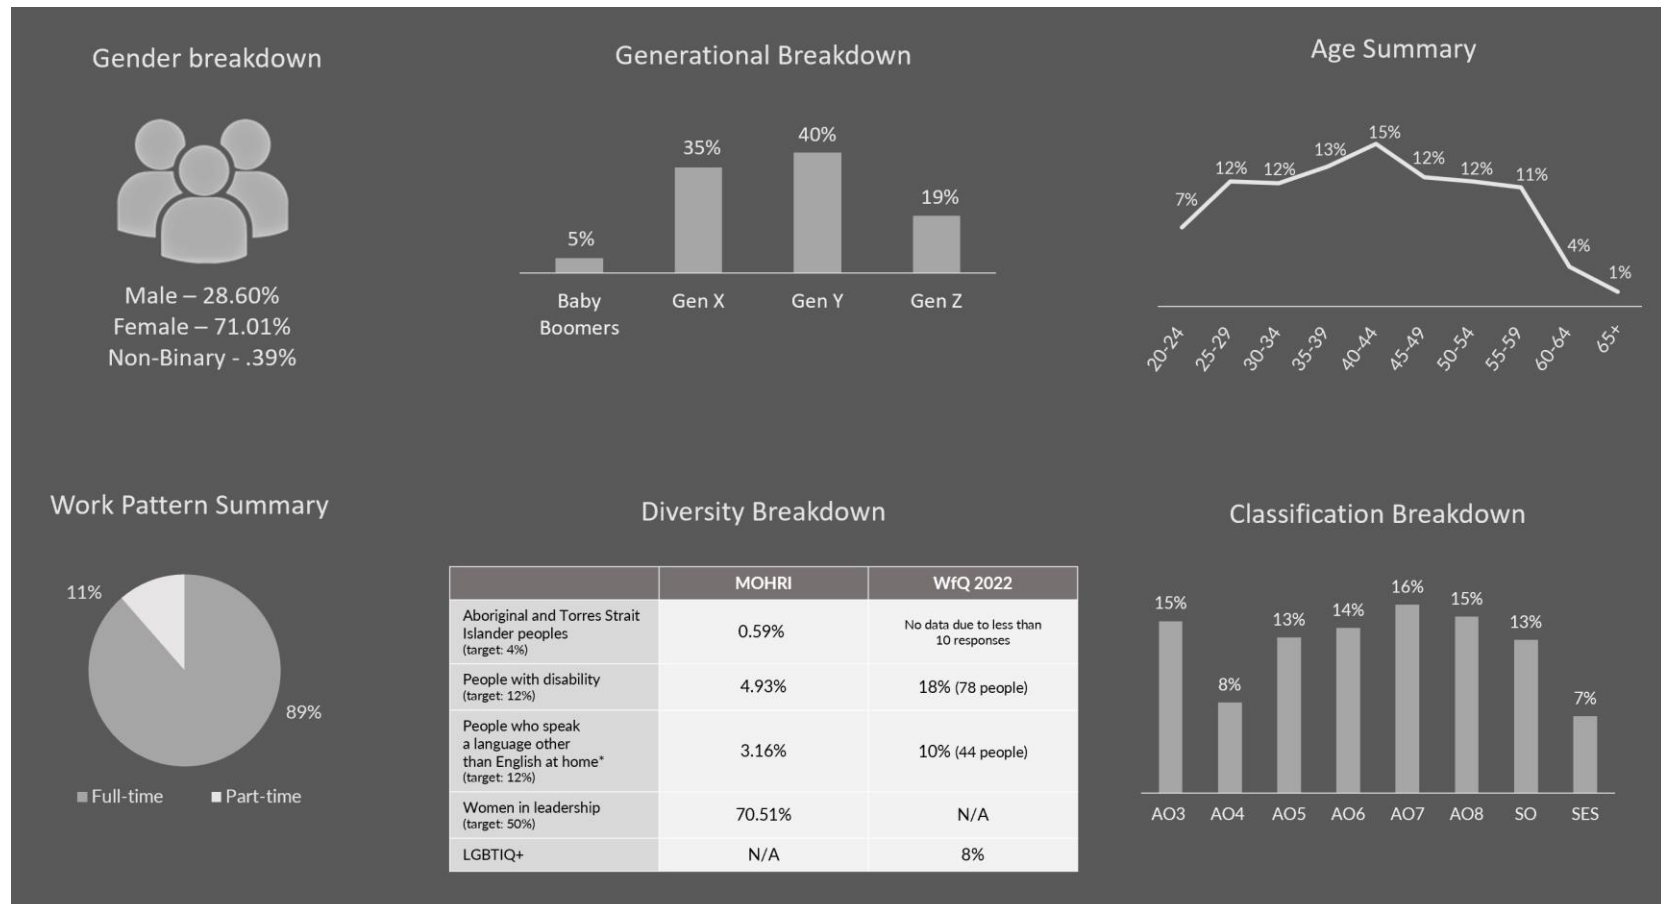 Gender breakdown
Male – 28.60%
Female – 71.01%
Non-Binary - .39%
Generational Breakdown
5%
35%
40%
19%
Baby
Boomers
Gen X
Gen Y
Gen Z
Age Summary
7%
12%
12%
13%
15%
12%
12%
11%
4%
1%
20-24
25-29
30-34
35-39
40-44
45-49
50-54
55-59
60-64
65+
Work Pattern Summary
11%
89%
Full-time
Part-time
Diversity Breakdown
MOHRI
WfQ 2022
Aboriginal and Torres Strait
Islander peoples
(target: 4%)
0.59%
No data due to less than
10 responses
People with disability
(target: 12%)
4.93%
18% (78 people)
People who speak
a language other
than English at home*
(target: 12%)
3.16%
10% (44 people)
Women in leadership
(target: 50%)
70.51%
N/A
LGBTIQ+
N/A
8%
Classification Breakdown
15%
8%
13%
14%
16%
15%
13%
7%
AO3
AO4
AO5
AO6
AO7
AO8
SO
SES